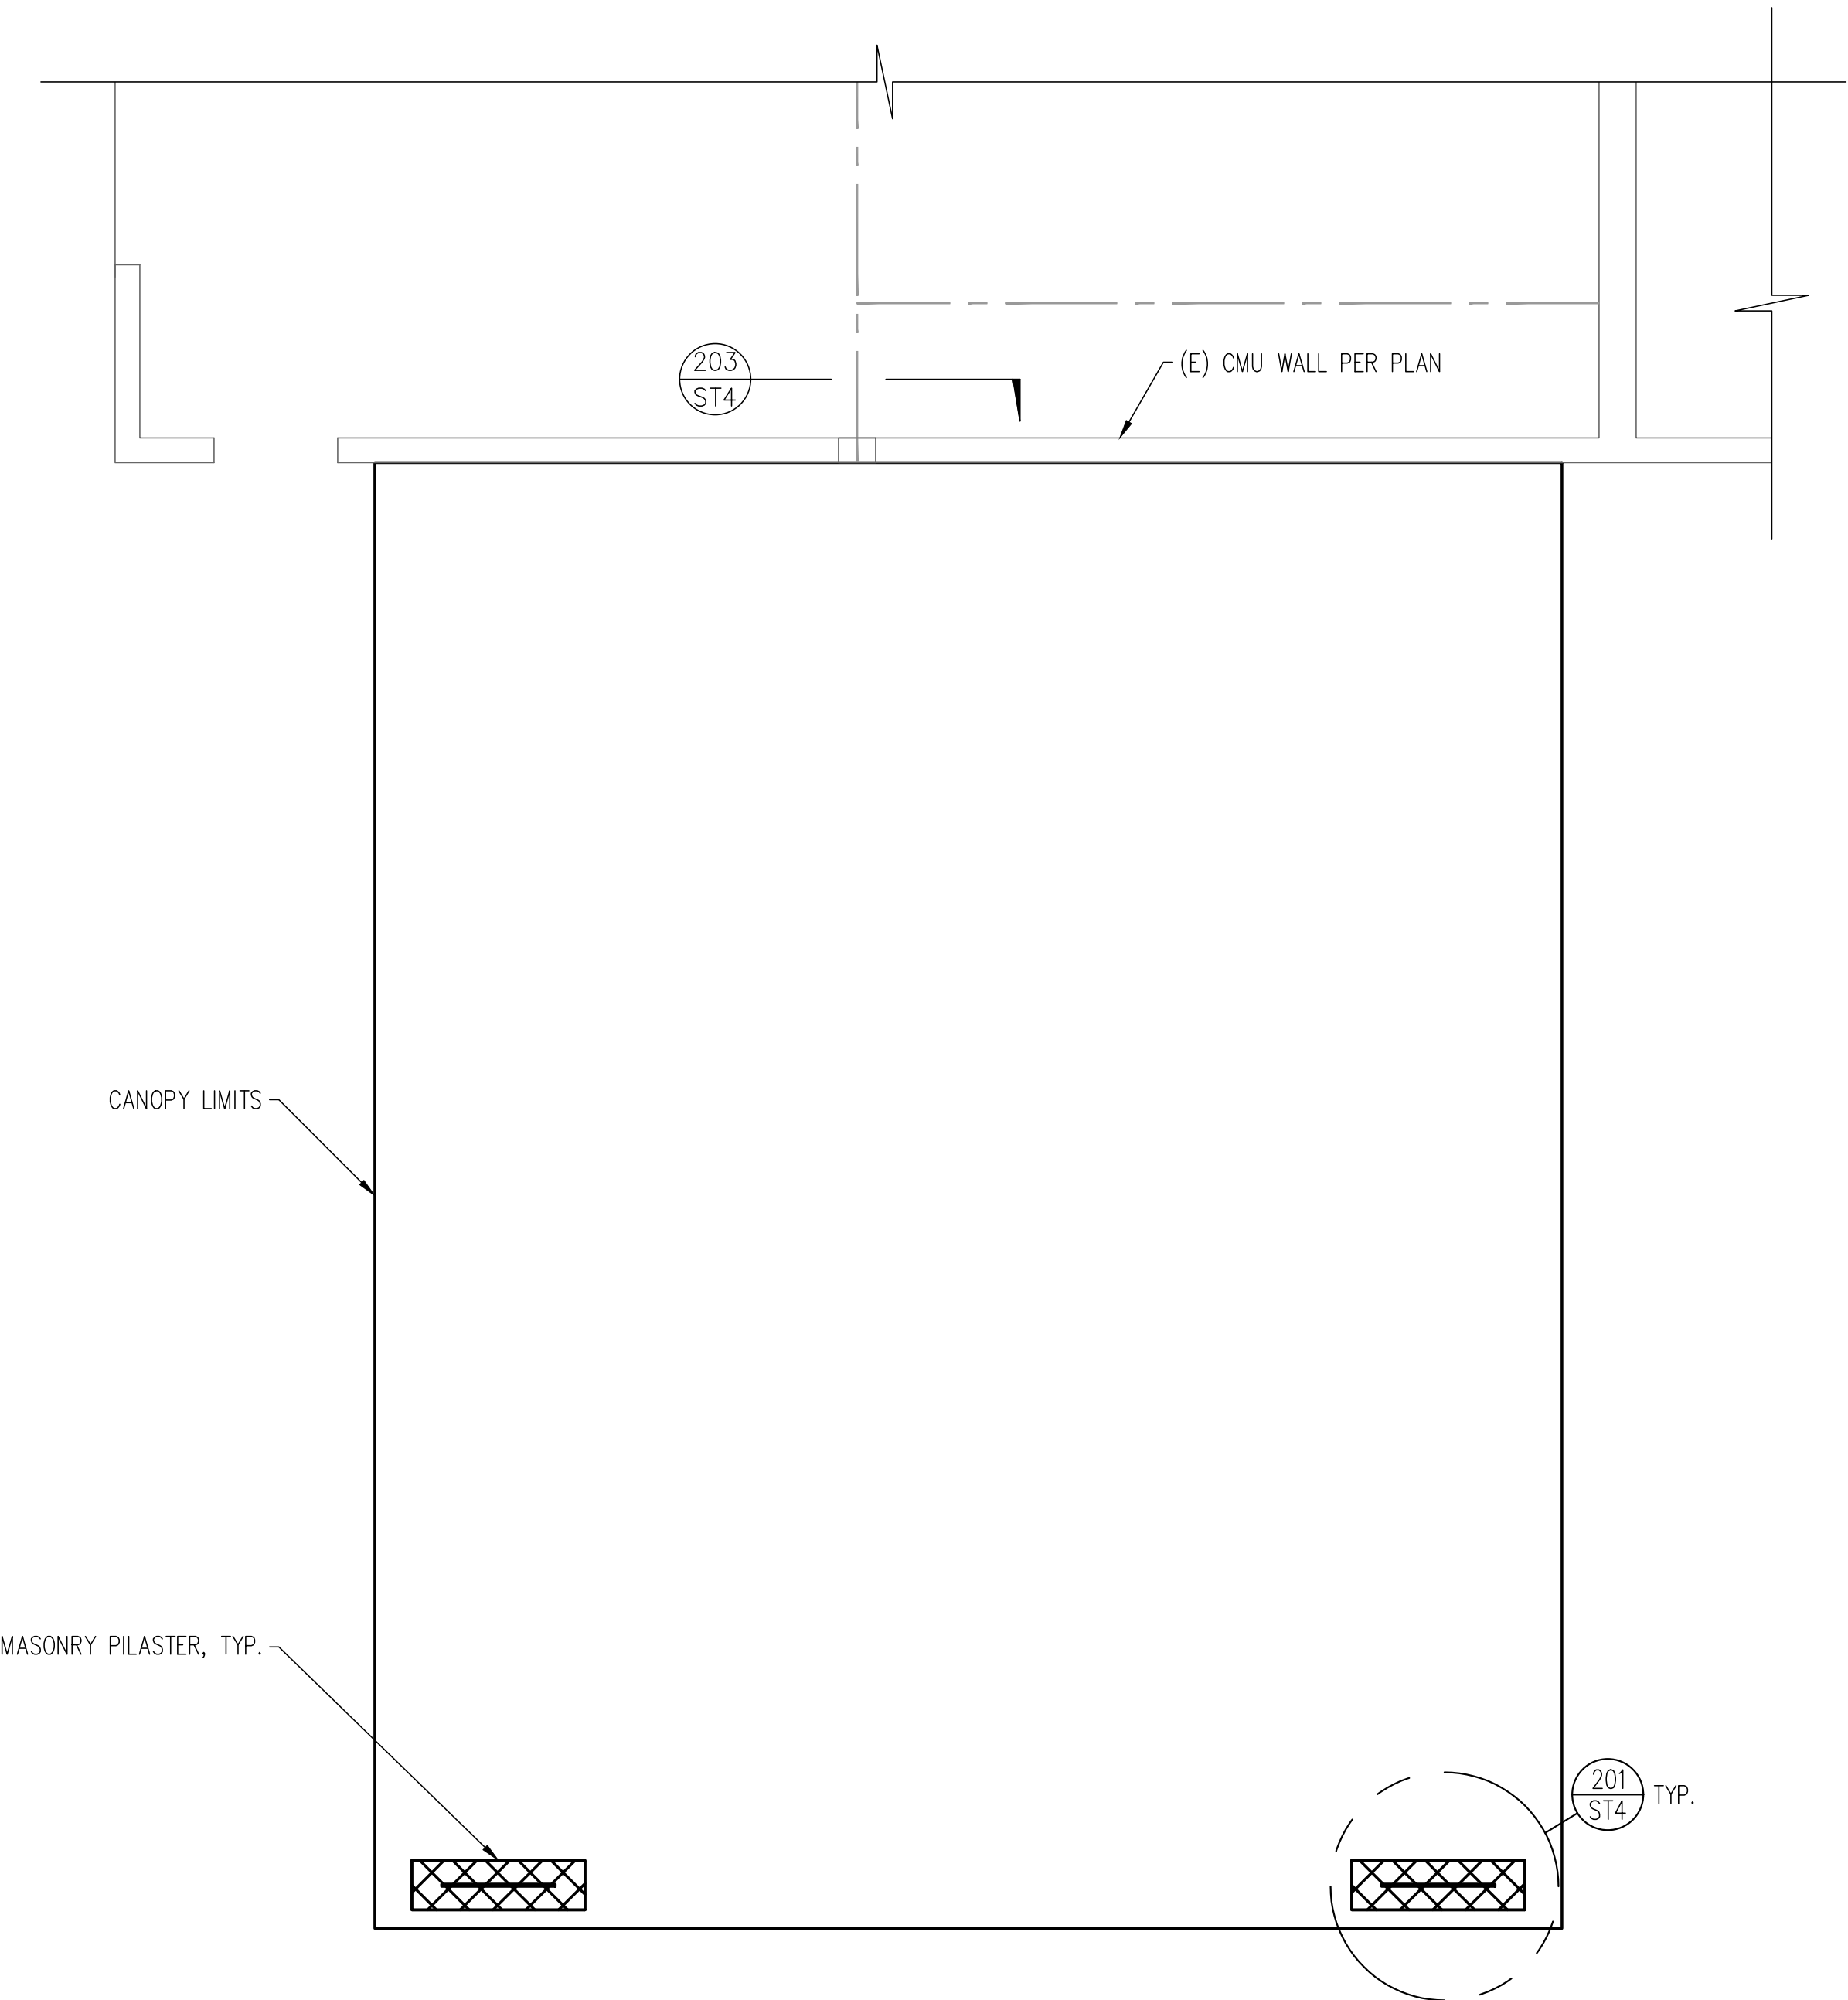 203
ST4
(E) CMU WALL PER PLAN
CANOPY LIMITS
MASONRY PILASTER, TYP.
201
ST4
TYP.